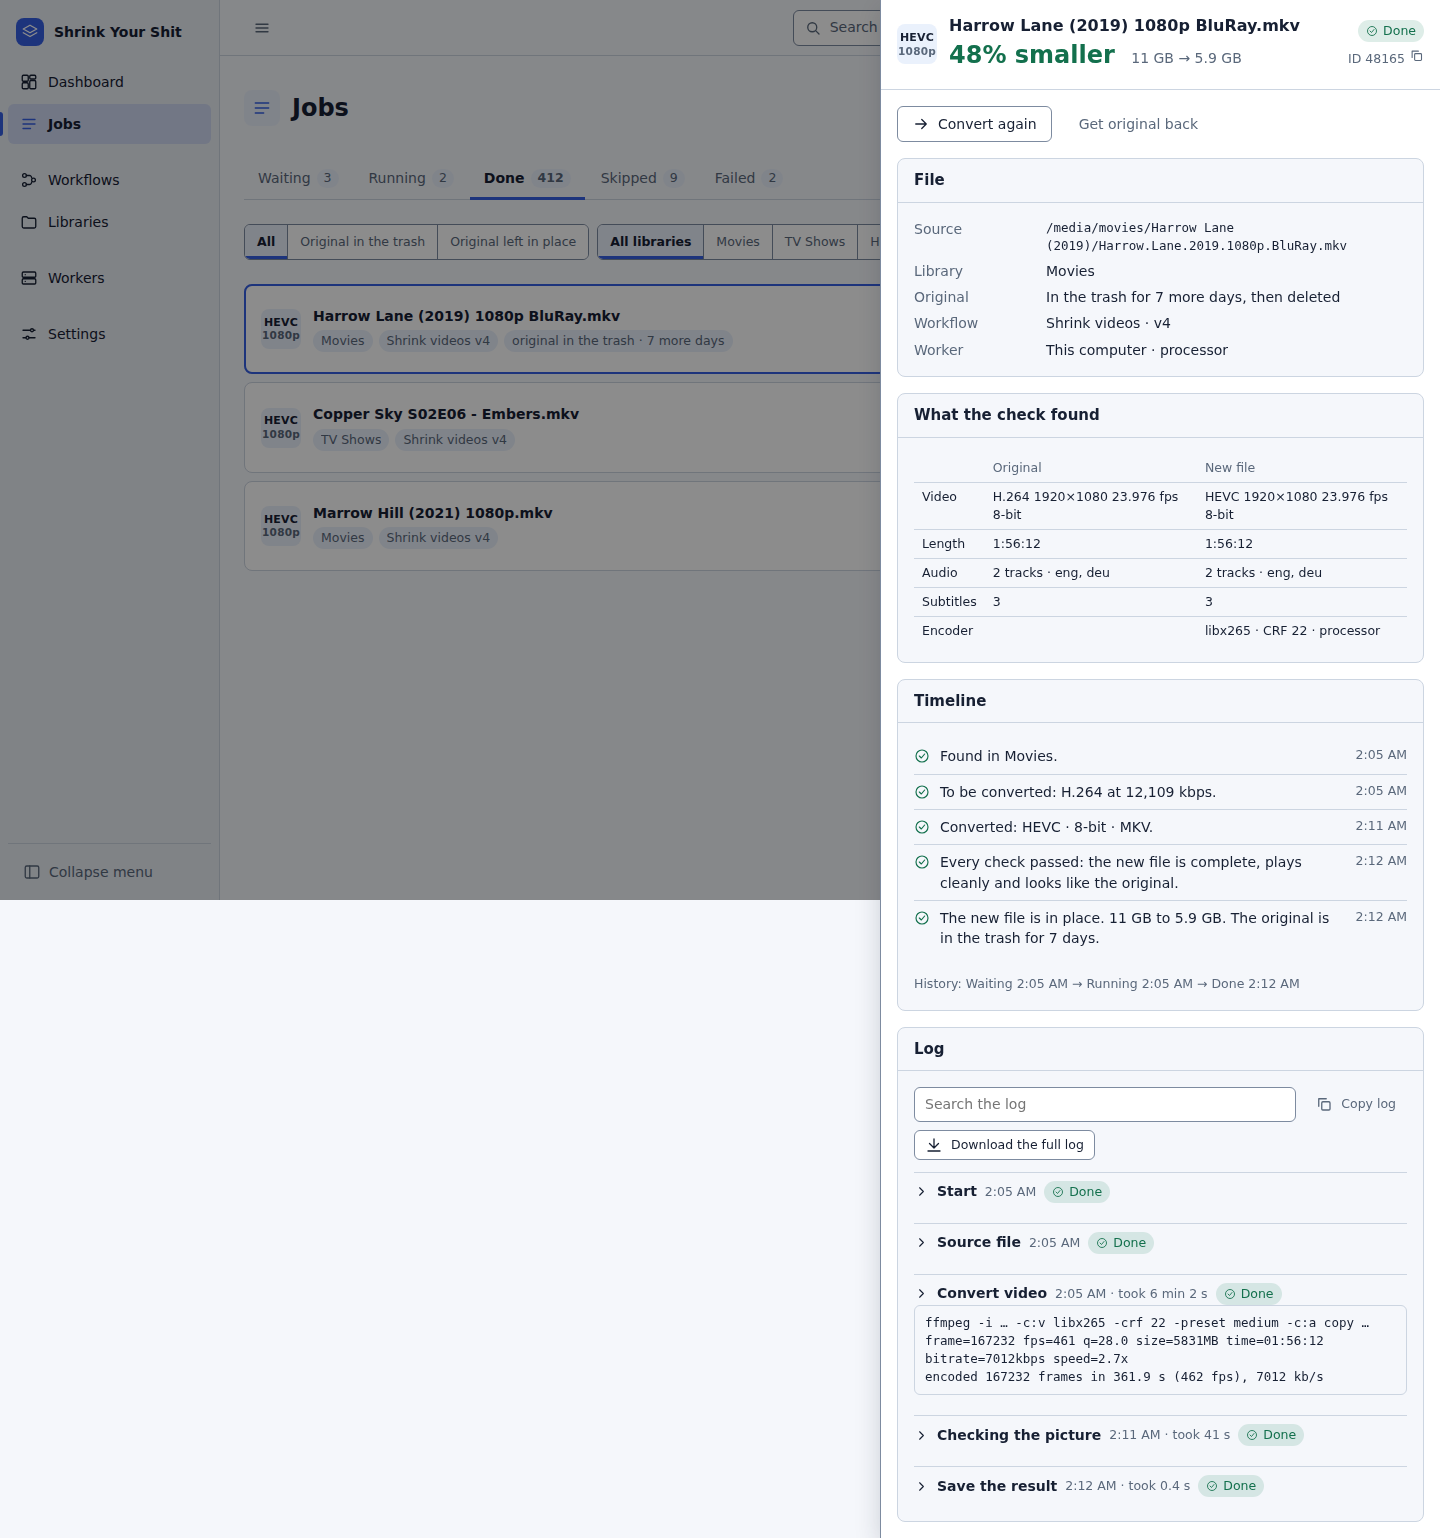 Shrink Your Shit
Dashboard
Jobs
Workflows
Libraries
Workers
Settings
Collapse menu
Search
Jobs
Waiting 3
Running 2
Done 412
Skipped 9
Failed 2
All
Original in the trash
Original left in place
All libraries
Movies
TV Shows
H
HEVC
1080p
Harrow Lane (2019) 1080p BluRay.mkv
Movies
Shrink videos v4
original in the trash · 7 more days
HEVC
1080p
Copper Sky S02E06 - Embers.mkv
TV Shows
Shrink videos v4
HEVC
1080p
Marrow Hill (2021) 1080p.mkv
Movies
Shrink videos v4
HEVC
1080p
Harrow Lane (2019) 1080p BluRay.mkv
48% smaller 11 GB → 5.9 GB
Done
ID 48165
Convert again
Get original back
File
Source /media/movies/Harrow Lane
(2019)/Harrow.Lane.2019.1080p.BluRay.mkv
Library Movies
Original In the trash for 7 more days, then deleted
Workflow Shrink videos · v4
Worker This computer · processor
What the check found
Original New file
Video H.264 1920×1080 23.976 fps HEVC 1920×1080 23.976 fps
8-bit 8-bit
Length 1:56:12 1:56:12
Audio 2 tracks · eng, deu 2 tracks · eng, deu
Subtitles 3 3
Encoder libx265 · CRF 22 · processor
Timeline
Found in Movies. 2:05 AM
To be converted: H.264 at 12,109 kbps. 2:05 AM
Converted: HEVC · 8-bit · MKV. 2:11 AM
Every check passed: the new file is complete, plays 2:12 AM
cleanly and looks like the original.
The new file is in place. 11 GB to 5.9 GB. The original is 2:12 AM
in the trash for 7 days.
History: Waiting 2:05 AM → Running 2:05 AM → Done 2:12 AM
Log
Search the log
Copy log
Download the full log
Start 2:05 AM Done
Source file 2:05 AM Done
Convert video 2:05 AM · took 6 min 2 s Done
ffmpeg -i … -c:v libx265 -crf 22 -preset medium -c:a copy …
frame=167232 fps=461 q=28.0 size=5831MB time=01:56:12
bitrate=7012kbps speed=2.7x
encoded 167232 frames in 361.9 s (462 fps), 7012 kb/s
Checking the picture 2:11 AM · took 41 s Done
Save the result 2:12 AM · took 0.4 s Done